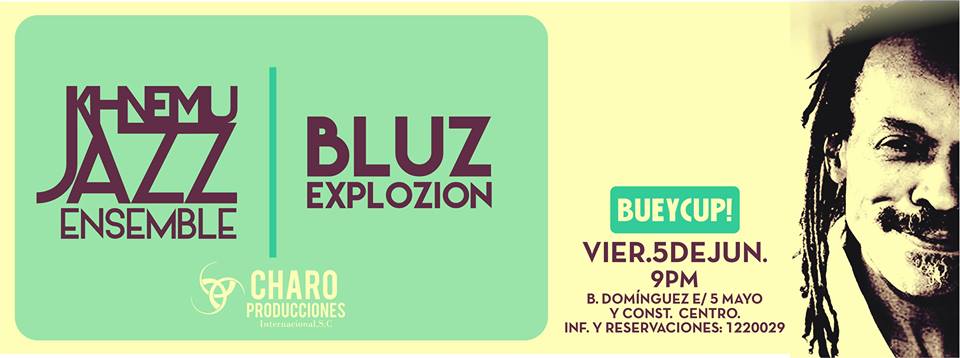 KHNEMU
JAZZ
ENSEMBLE
BLUZ
EXPLOZION
CHARO
PRODUCCIONES
Internacional,S.C
BUEYCUP!
VIER.5DEJUN.
9PM
B. DOMÍNGUEZ E/ 5 MAYO
Y CONST. CENTRO.
INF. Y RESERVACIONES: 1220029